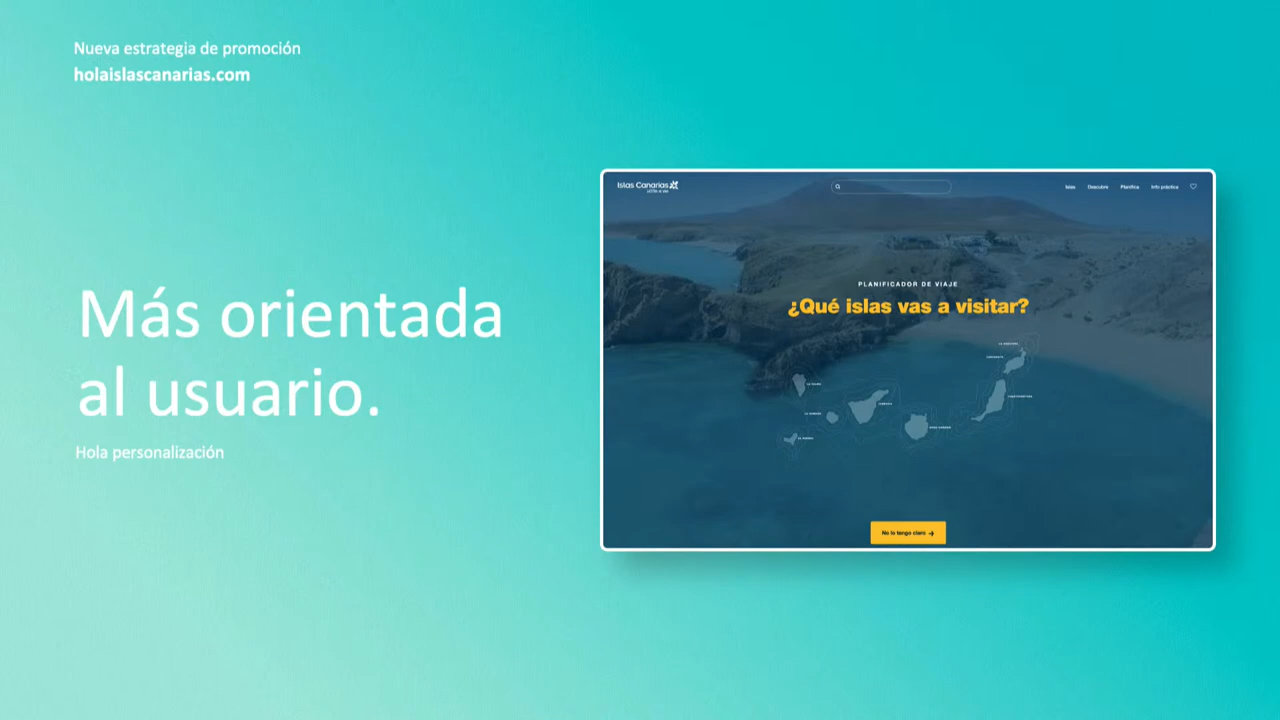 Nueva estrategia de promoción
holaislascanarias.com
Más orientada
al usuario.
Hola personalización
Islas Canarias
Islas
Descubre
Planifica
Info práctica
PLANIFICADOR DE VIAJE
¿Qué islas vas a visitar?
No lo tengo claro